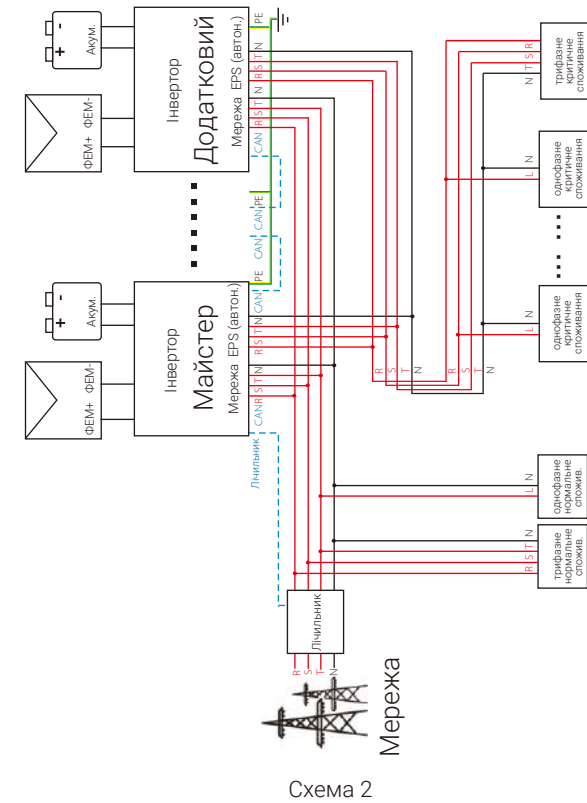 Акум.
+ -
ФЕМ+ ФЕМ-
Інвертор
Додатковий
Мережа EPS (автон.)
CAN R S T N R S T N PE
CAN PE CAN
Акум.
+ -
ФЕМ+ ФЕМ-
Інвертор
Майстер
Мережа EPS (автон.)
CAN R S T N R S T N CAN PE
Лічильник
R S T N
трифазне
критичне
споживання
N T S R
однофазне
критичне
споживання
L N
однофазне
критичне
споживання
L N
однофазне
нормальне
спожив.
L N
трифазне
нормальне
спожив.
R S T N
R S T N
Лічильник
R
S
T
N
Мережа
Схема 2